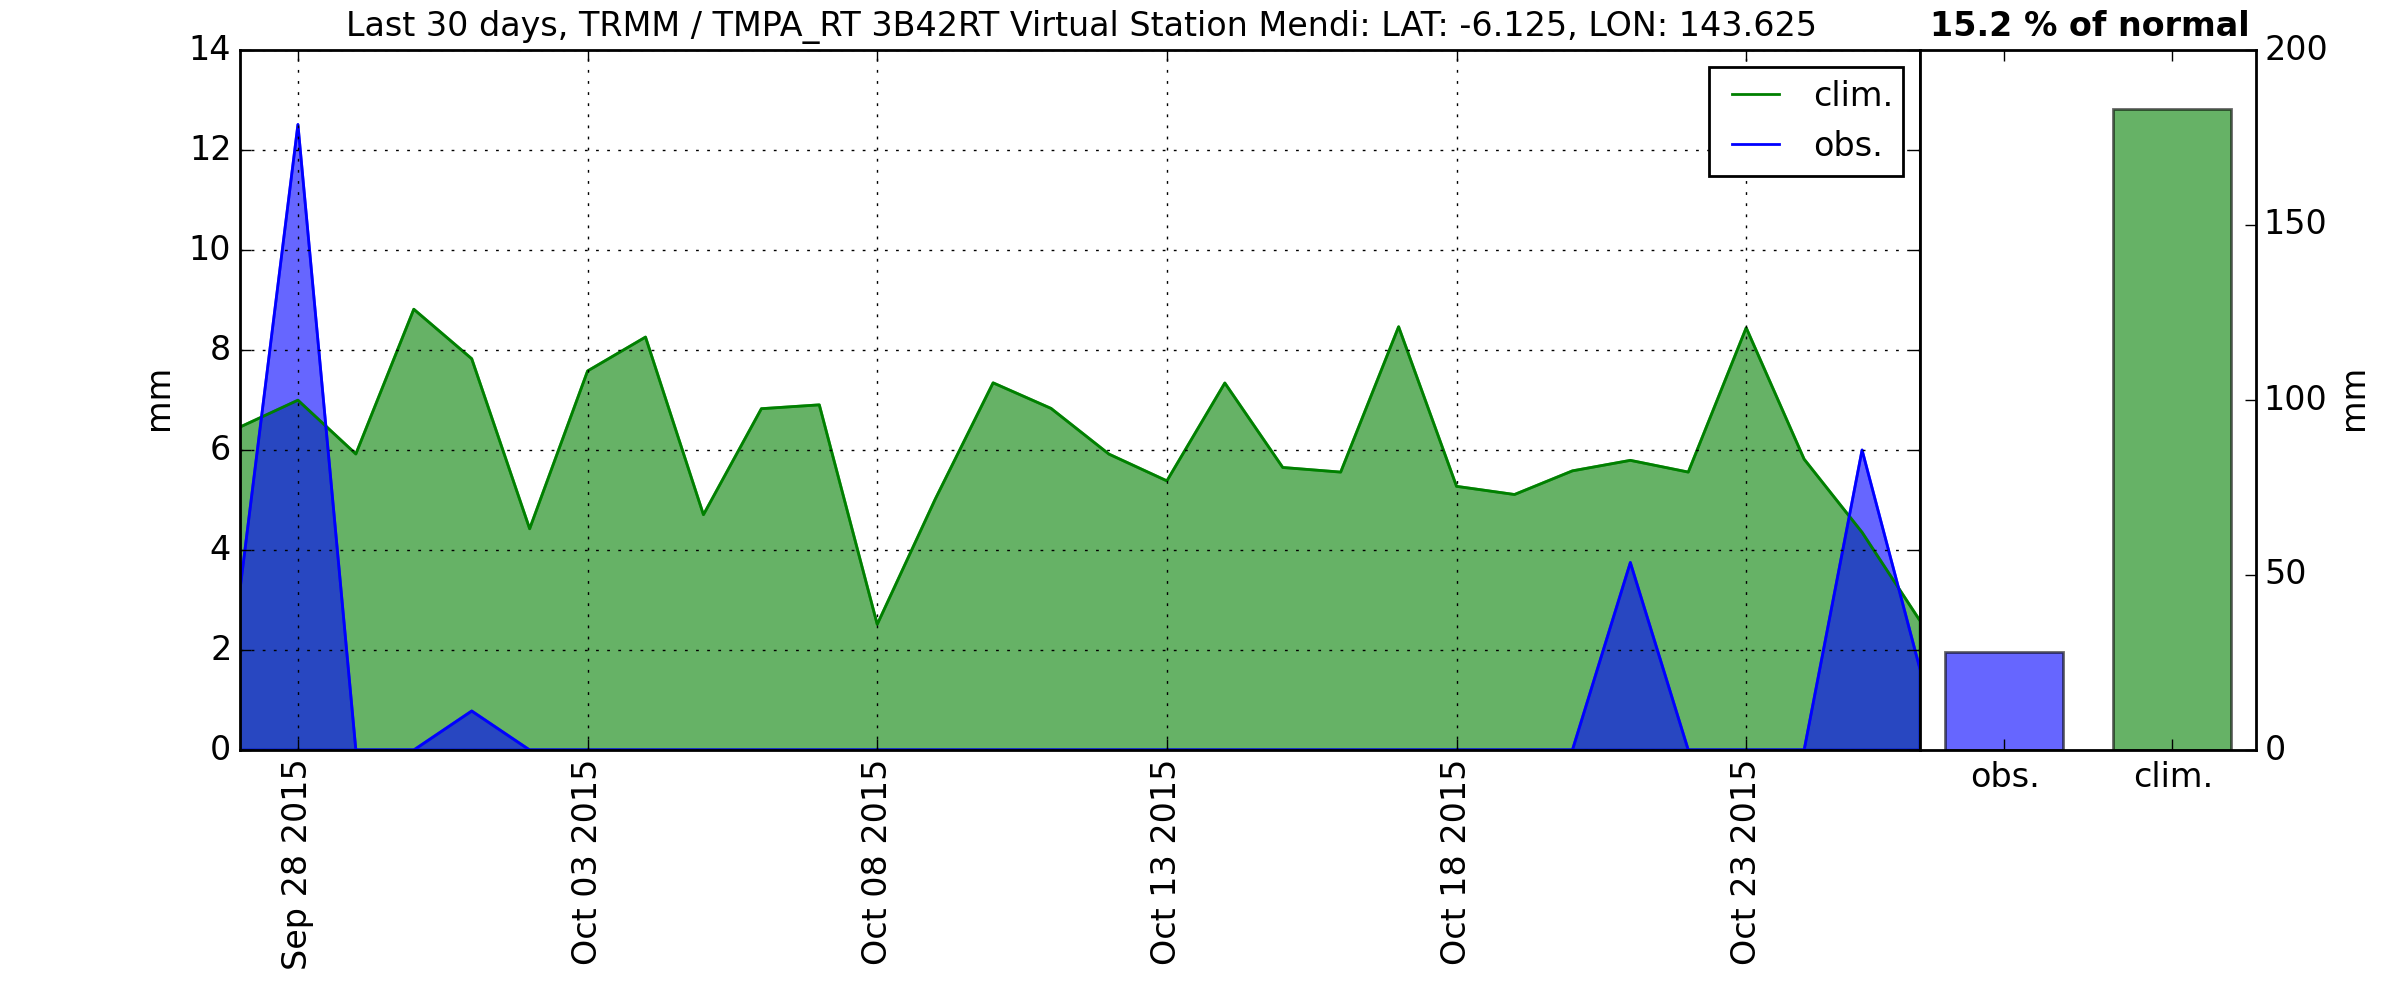 Last 30 days, TRMM / TMPA_RT 3B42RT Virtual Station Mendi: LAT: -6.125, LON: 143.625
15.2 % of normal
14
12
10
8
6
4
2
0
mm
clim.
obs.
200
150
100
50
0
mm
Sep 28 2015
Oct 03 2015
Oct 08 2015
Oct 13 2015
Oct 18 2015
Oct 23 2015
obs.
clim.